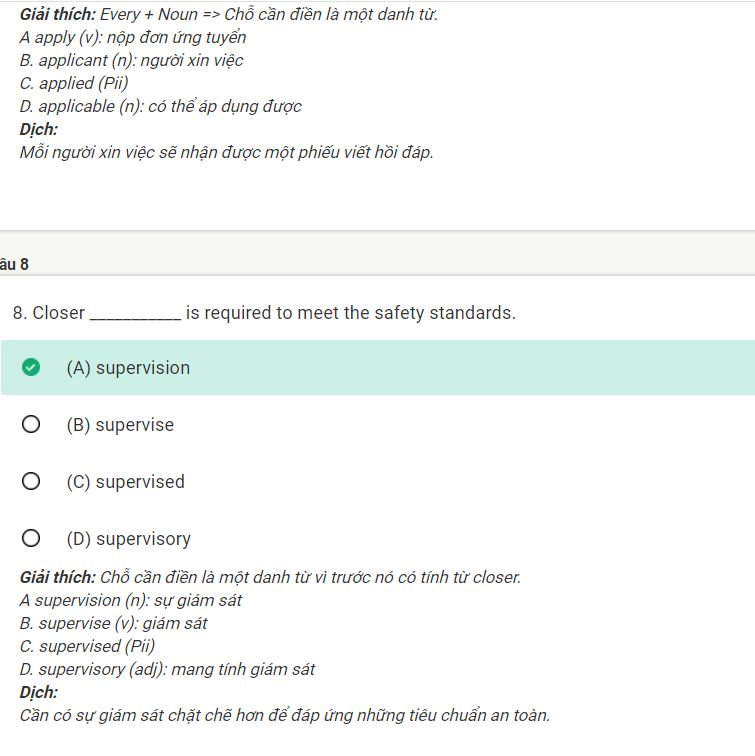 Giải thích: Every + Noun => Chỗ cần điền là một danh từ.
A apply (v): nộp đơn ứng tuyển
B. applicant (n): người xin việc
C. applied (Pii)
D. applicable (n): có thể áp dụng được
Dịch:
Mỗi người xin việc sẽ nhận được một phiếu viết hồi đáp.
âu 8
8. Closer ___________ is required to meet the safety standards.
(A) supervision
(B) supervise
(C) supervised
(D) supervisory
Giải thích: Chỗ cần điền là một danh từ vì trước nó có tính từ closer.
A supervision (n): sự giám sát
B. supervise (v): giám sát
C. supervised (Pii)
D. supervisory (adj): mang tính giám sát
Dịch:
Cần có sự giám sát chặt chẽ hơn để đáp ứng những tiêu chuẩn an toàn.